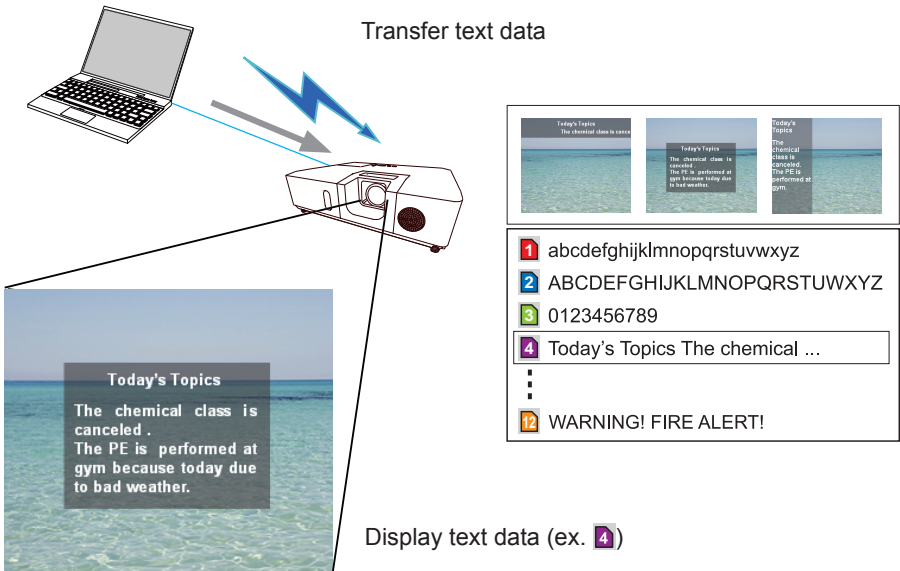 Transfer text data
Today's Topics
The chemical class is cance
Today's Topics
The chemical class is
canceled .
The PE is performed at
gym because today due
to bad weather.
Today's
Topics
The
chemical
class is
canceled.
The PE is
performed at
gym.
1 abcdefghijklmnopqrstuvwxyz
2 ABCDEFGHIJKLMNOPQRSTUWXYZ
3 0123456789
4 Today's Topics The chemical ...
12 WARNING! FIRE ALERT!
Today's Topics
The chemical class is
canceled .
The PE is performed at
gym because today due
to bad weather.
Display text data (ex. 4)